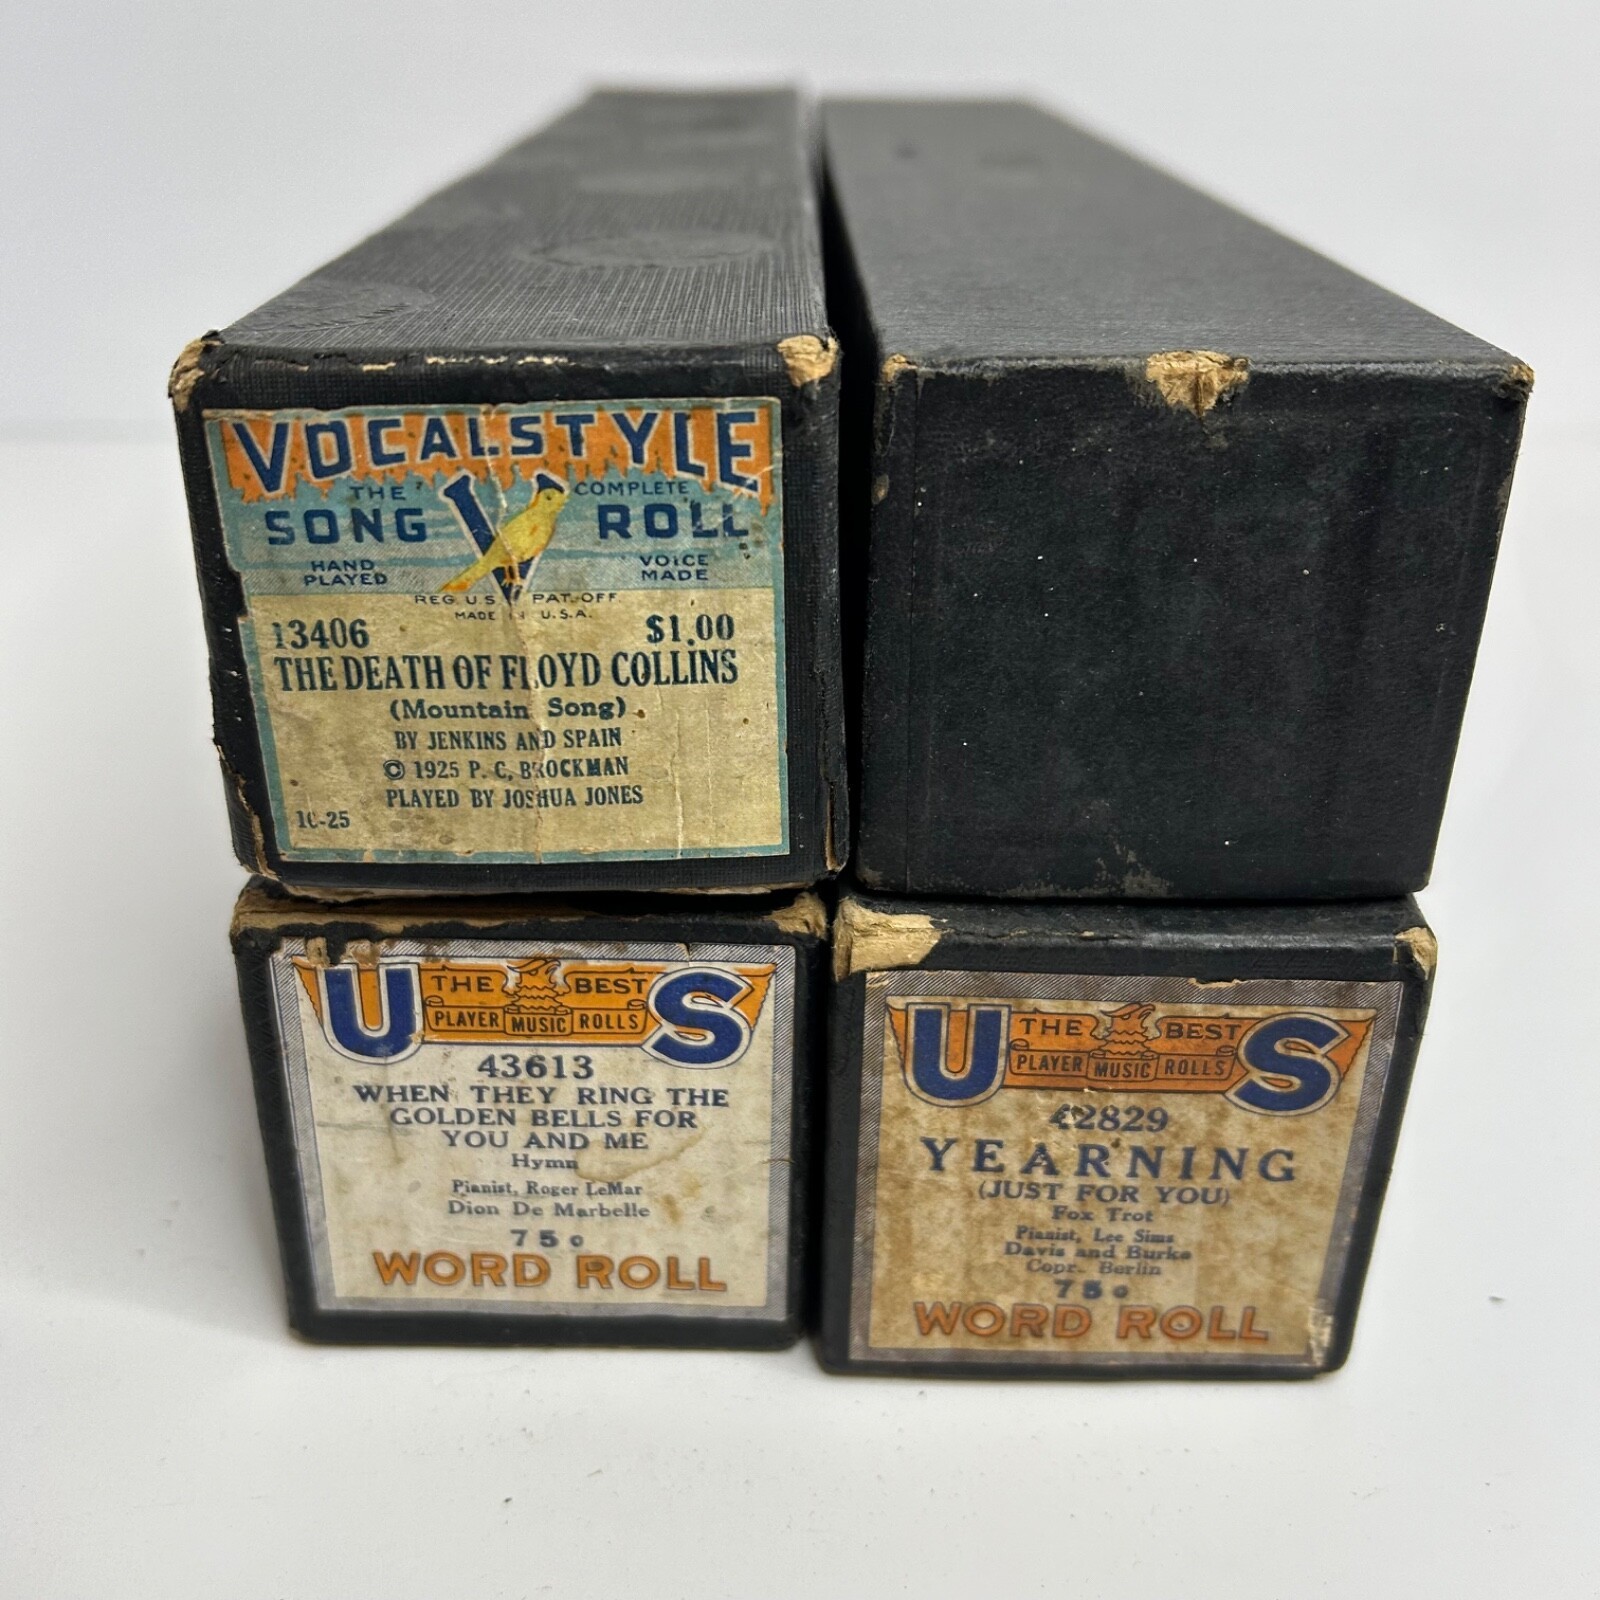 VOCALSTYLE
THE COMPLETE
SONG V ROLL
HAND PLAYED
VOICE MADE
REG. U.S. PAT. OFF.
MADE IN U.S.A.
13406 $1.00
THE DEATH OF FLOYD COLLINS
(Mountain Song)
BY JENKINS AND SPAIN
© 1925 P. C. BROCKMAN
PLAYED BY JOSHUA JONES
10-25
U THE BEST S
PLAYER MUSIC ROLLS
43613
WHEN THEY RING THE
GOLDEN BELLS FOR
YOU AND ME
Hymn
Pianist, Roger LeMar
Dion De Marbelle
75c
WORD ROLL
U THE BEST S
PLAYER MUSIC ROLLS
42829
YEARNING
(JUST FOR YOU)
Fox Trot
Pianist, Lee Sims
Davis and Burke
Copr. Berlin
75c
WORD ROLL